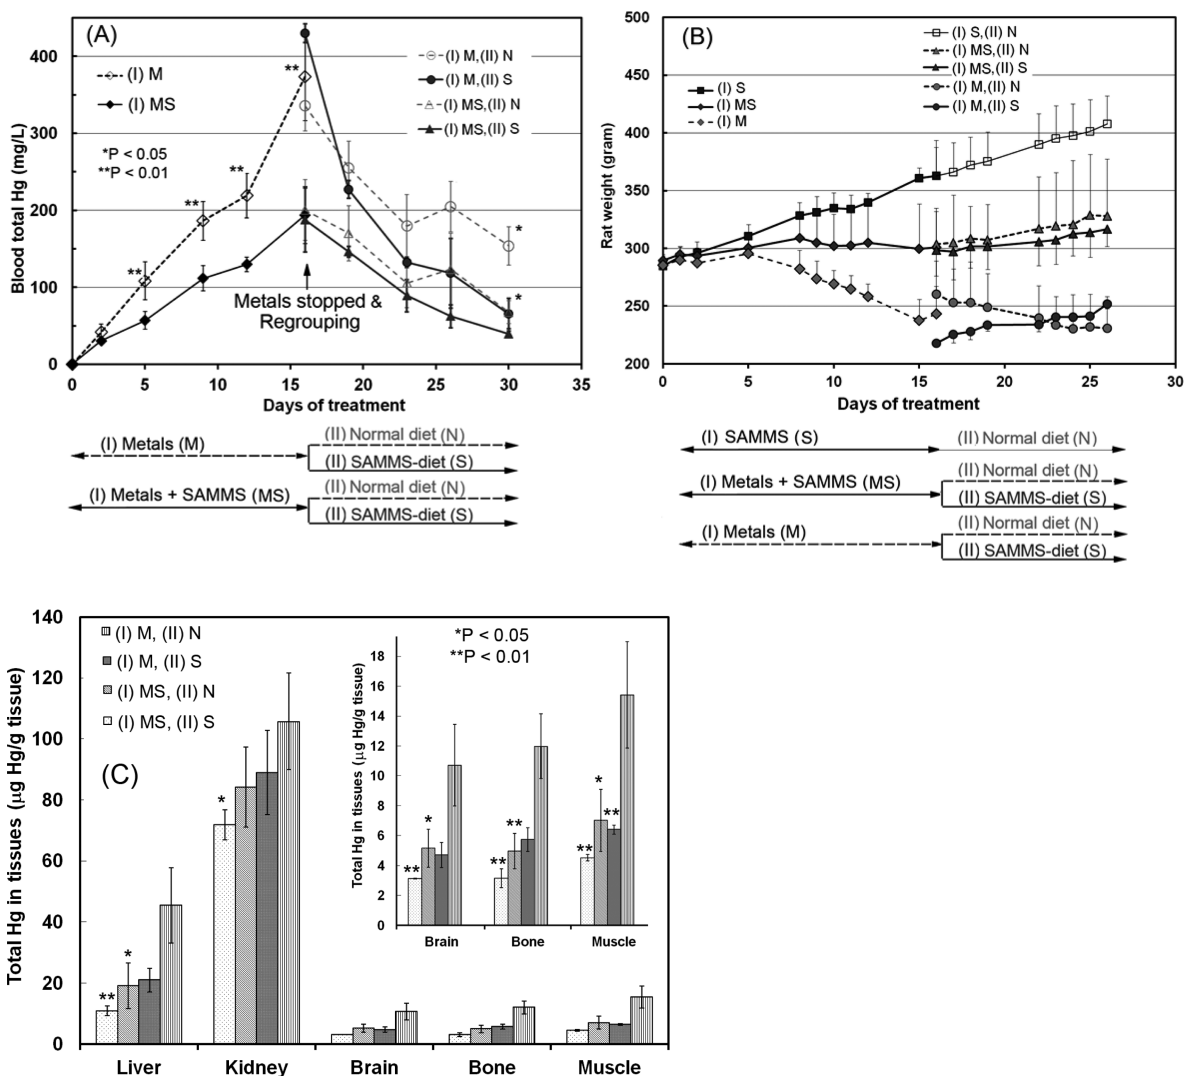 (A)
Blood total Hg (mg/L)
400
300
200
100
0
(I) M
(I) MS
*P < 0.05
**P < 0.01
(I) M,(II) N
(I) M,(II) S
(I) MS,(II) N
(I) MS,(II) S
**
**
**
**
*
*
Metals stopped &
Regrouping
0 5 10 15 20 25 30 35
Days of treatment
(I) Metals (M)
(II) Normal diet (N)
(II) SAMMS-diet (S)
(I) Metals + SAMMS (MS)
(II) Normal diet (N)
(II) SAMMS-diet (S)
(B)
Rat weight (gram)
500
450
400
350
300
250
200
(I) S
(I) MS
(I) M
(I) S,(II) N
(I) MS,(II) N
(I) MS,(II) S
(I) M,(II) N
(I) M,(II) S
0 5 10 15 20 25 30
Days of treatment
(I) SAMMS (S)
(II) Normal diet (N)
(I) Metals + SAMMS (MS)
(II) Normal diet (N)
(II) SAMMS-diet (S)
(I) Metals (M)
(II) Normal diet (N)
(II) SAMMS-diet (S)
(C)
Total Hg in tissues (µg Hg/g tissue)
140
120
100
80
60
40
20
0
(I) M, (II) N
(I) M, (II) S
(I) MS, (II) N
(I) MS, (II) S
**
*
*
Liver Kidney Brain Bone Muscle
*P < 0.05
**P < 0.01
Total Hg in tissues (µg Hg/g tissue)
18
16
14
12
10
8
6
4
2
0
**
*
**
**
**
*
**
Brain Bone Muscle